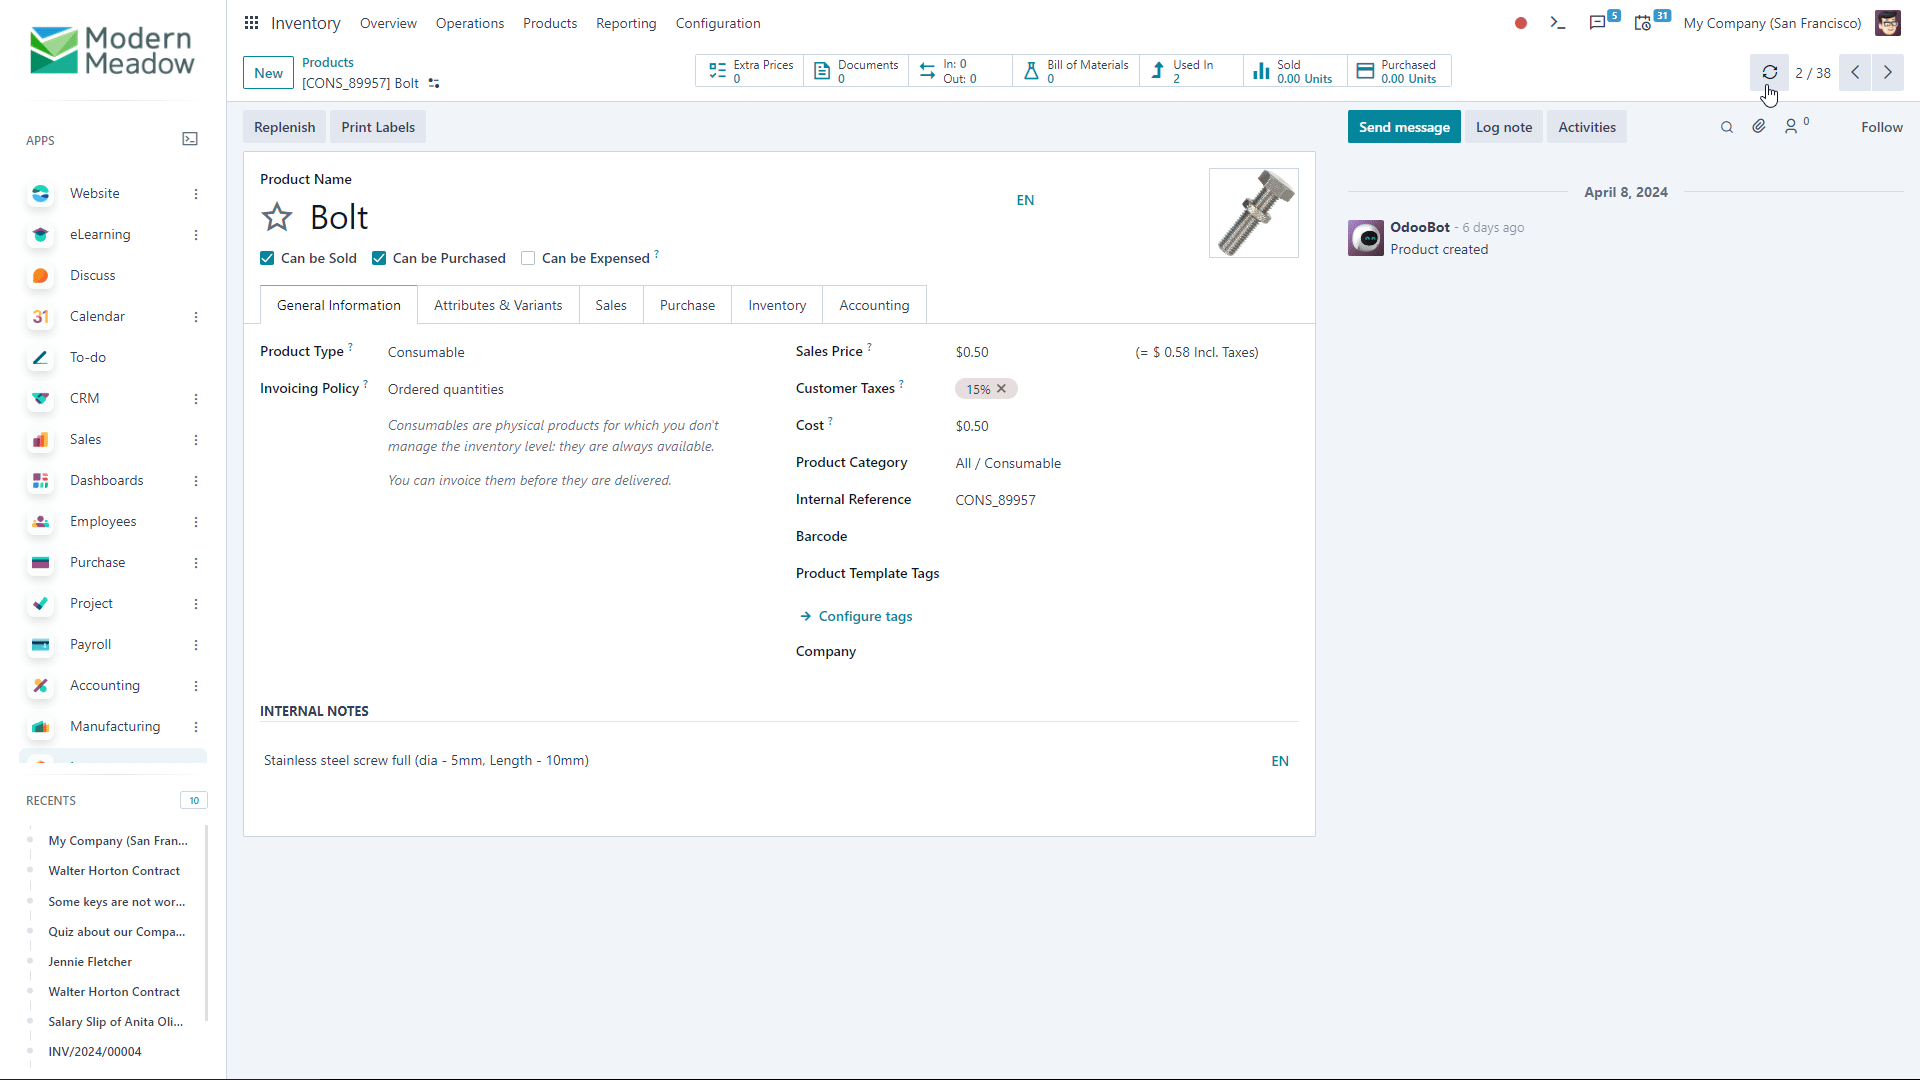 Modern
Meadow
APPS
Website
eLearning
Discuss
31
Calendar
To-do
CRM
Sales
Dashboards
Employees
Purchase
Project
Payroll
Accounting
Manufacturing
RECENTS
10
My Company (San Fran...
Walter Horton Contract
Some keys are not wor...
Quiz about our Compa...
Jennie Fletcher
Walter Horton Contract
Salary Slip of Anita Oli...
INV/2024/00004
Inventory
Overview
Operations
Products
Reporting
Configuration
5
31
My Company (San Francisco)
New
Products
[CONS_89957] Bolt
Extra Prices
0
Documents
0
In: 0
Out: 0
Bill of Materials
0
Used In
2
Sold
0.00 Units
Purchased
0.00 Units
2 / 38
Replenish
Print Labels
Send message
Log note
Activities
0
Follow
Product Name
Bolt
EN
Can be Sold
Can be Purchased
Can be Expensed ?
General Information
Attributes & Variants
Sales
Purchase
Inventory
Accounting
Product Type ?
Consumable
Invoicing Policy ?
Ordered quantities
Consumables are physical products for which you don't
manage the inventory level: they are always available.
You can invoice them before they are delivered.
Sales Price ?
$0.50
(= $ 0.58 Incl. Taxes)
Customer Taxes ?
15%
Cost ?
$0.50
Product Category
All / Consumable
Internal Reference
CONS_89957
Barcode
Product Template Tags
Configure tags
Company
INTERNAL NOTES
Stainless steel screw full (dia - 5mm, Length - 10mm)
EN
April 8, 2024
OdooBot - 6 days ago
Product created